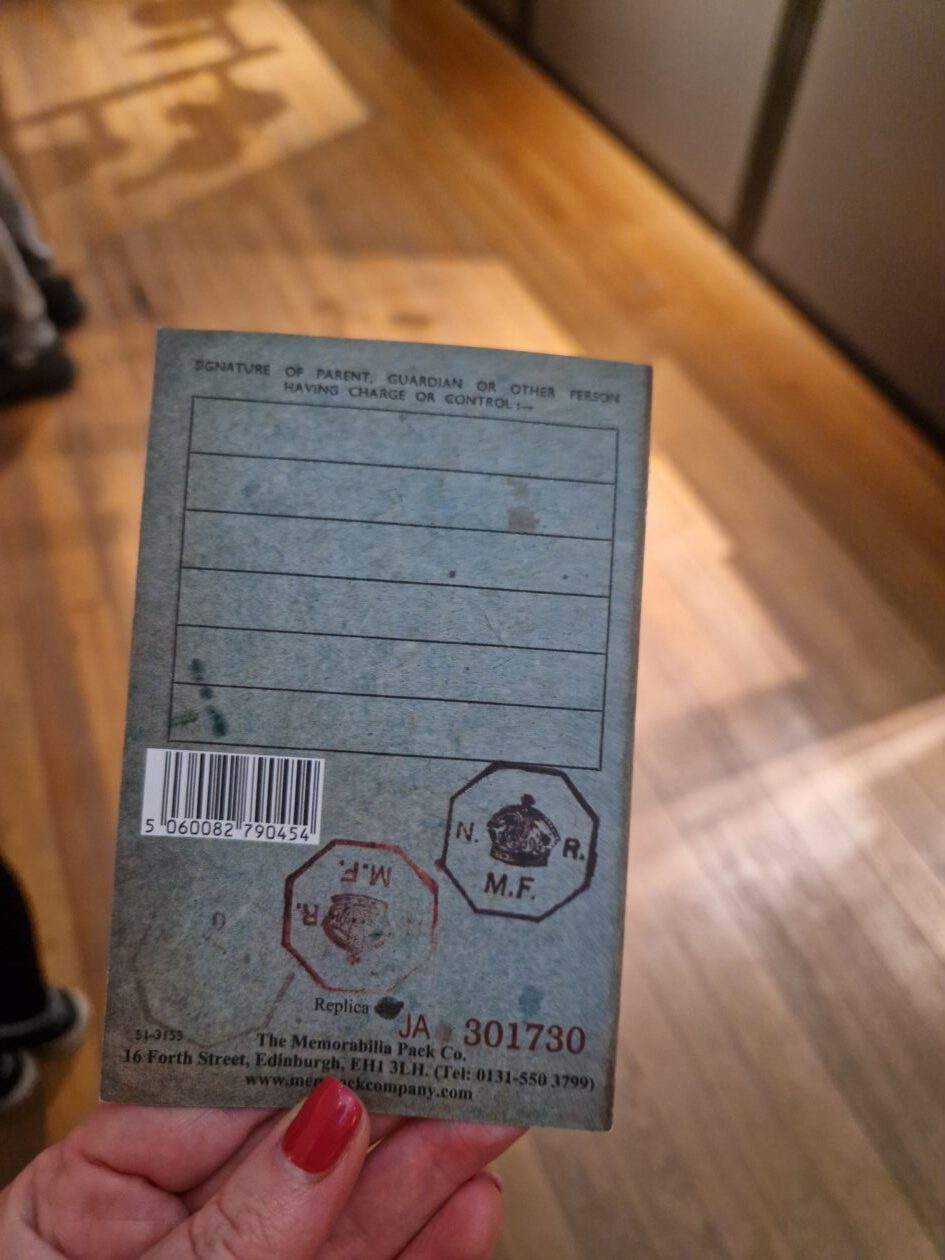 SIGNATURE OF PARENT, GUARDIAN OR OTHER PERSON
HAVING CHARGE OR CONTROL :—
5 060082 790454
N. R.
M.F.
M.F.
R.
Replica
JA 301730
51-3153
The Memorabilia Pack Co.
16 Forth Street, Edinburgh, EH1 3LH. (Tel: 0131-550 3799)